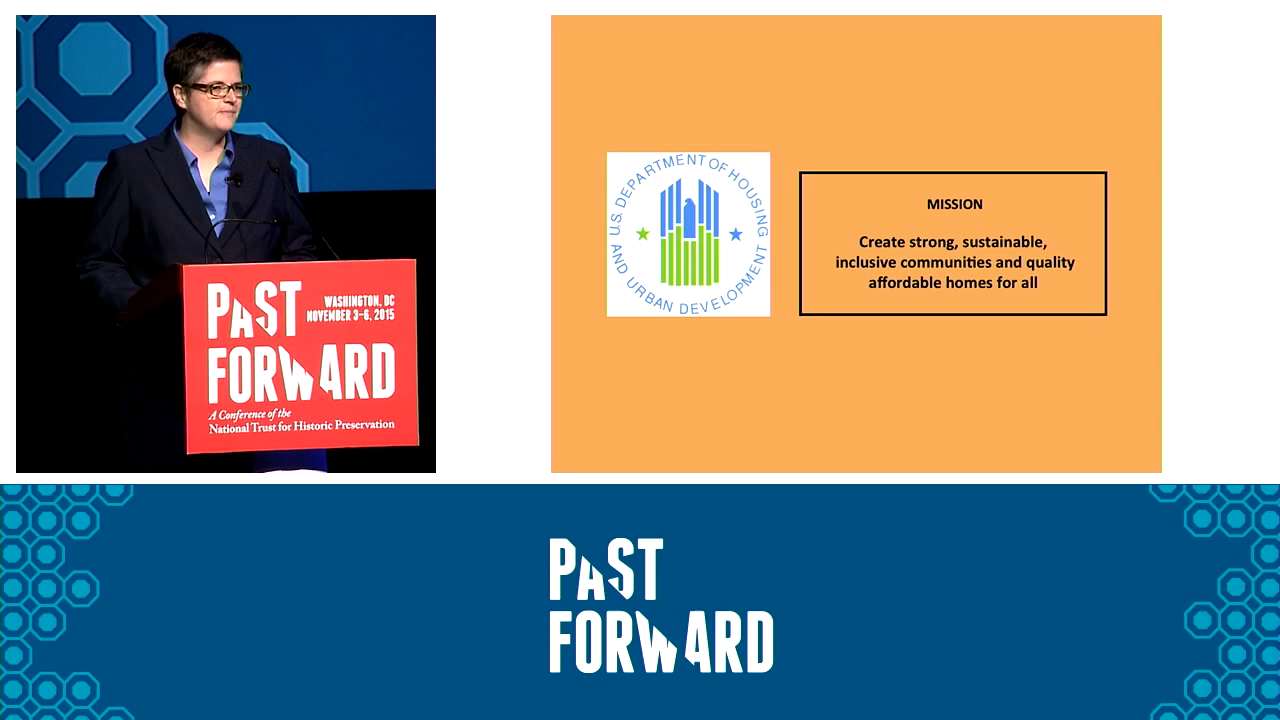 PAST
WASHINGTON, DC
NOVEMBER 3–6, 2015
FORWARD
A Conference of the
National Trust for Historic Preservation
U.S. DEPARTMENT OF HOUSING
AND URBAN DEVELOPMENT
MISSION
Create strong, sustainable,
inclusive communities and quality
affordable homes for all
PAST
FORWARD